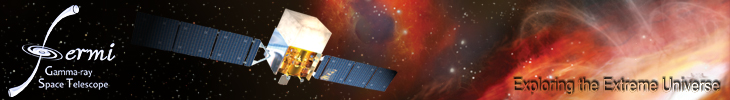 Fermi
Gamma-ray
Space Telescope
Exploring the Extreme Universe